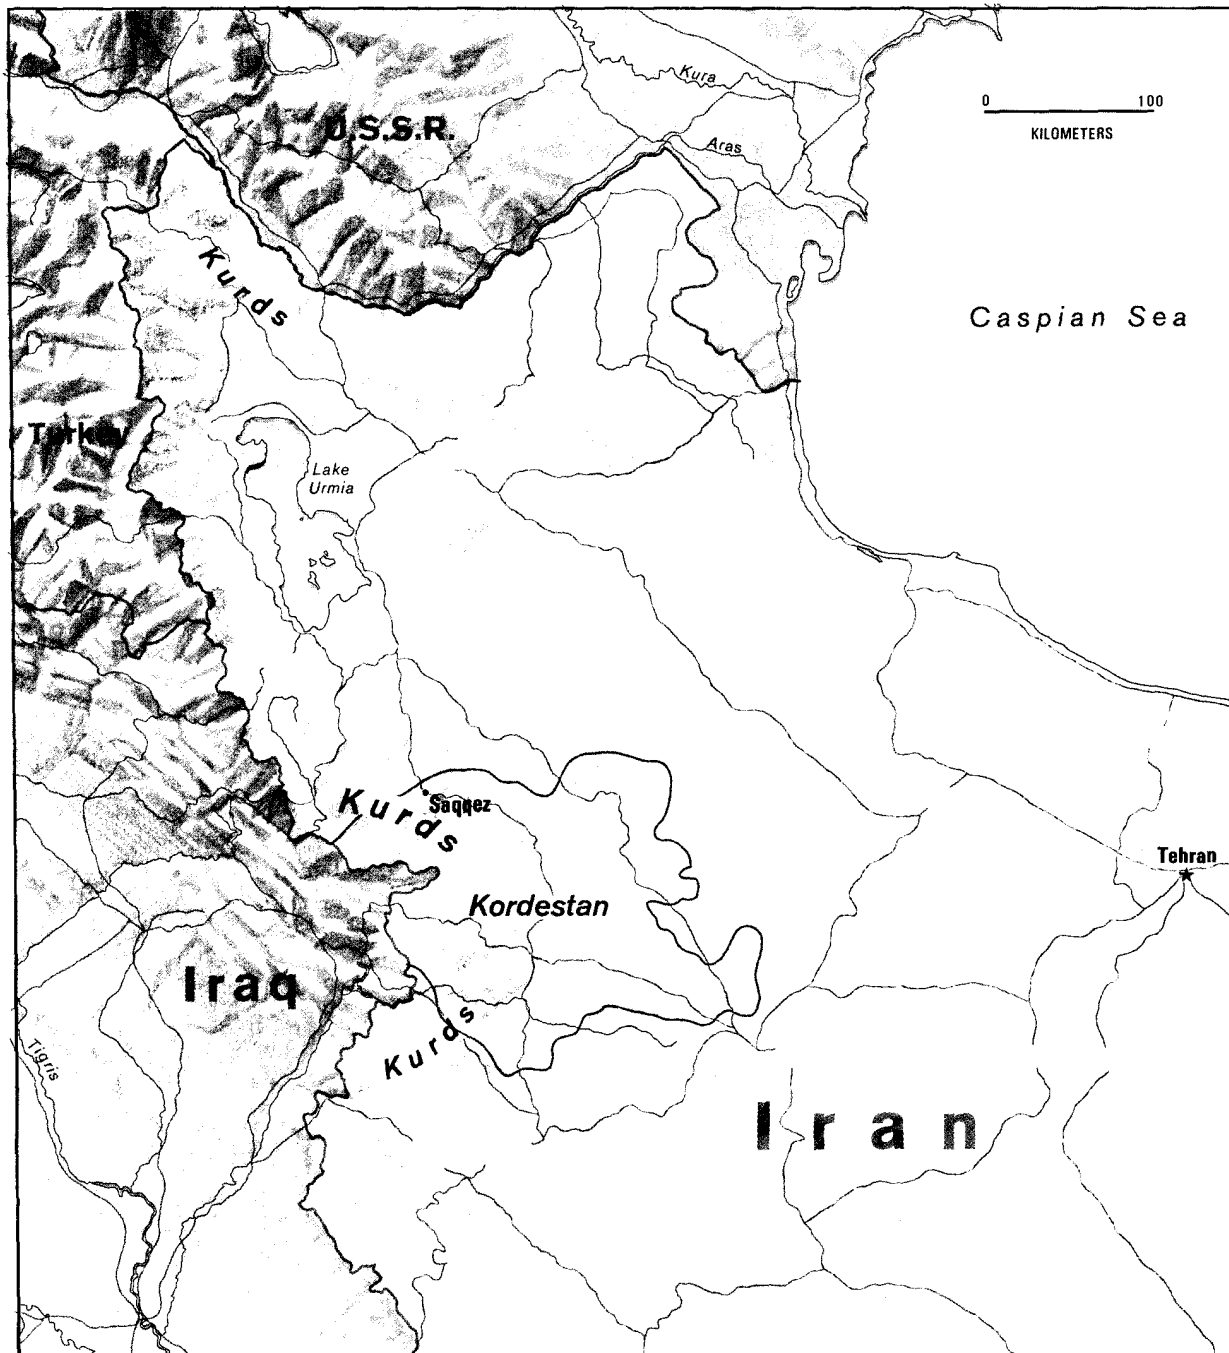 Kura
0 100
KILOMETERS
U.S.S.R.
Aras
Kurds
Caspian Sea
Turkey
Lake
Urmia
Kurds
Saqqez
Tehran
Kordestan
Iraq
Kurds
Tigris
Iran